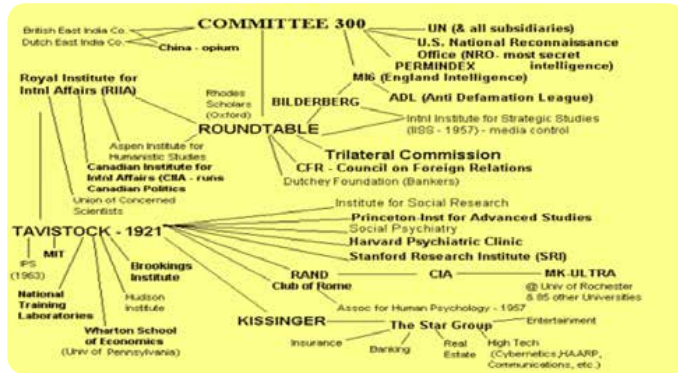 COMMITTEE 300
British East India Co.
Dutch East India Co.
China - opium
UN (& all subsidiaries)
U.S. National Reconnaissance
Office (NRO- most secret
intelligence)
PERMINDEX
MI6 (England Intelligence)
ADL (Anti Defamation League)
Royal Institute for
Intnl Affairs (RIIA)
Rhodes
Scholars
(Oxford)
BILDERBERG
Intnl Institute for Strategic Studies
(IISS - 1957) - media control
ROUNDTABLE
Aspen Institute for
Humanistic Studies
Trilateral Commission
CFR - Council on Foreign Relations
Dutchey Foundation (Bankers)
Canadian Institute for
Intnl Affairs (CIIA - runs
Canadian Politics
Union of Concerned
Scientists
Institute for Social Research
Princeton-Inst for Advanced Studies
Social Psychiatry
Harvard Psychiatric Clinic
Stanford Research Institute (SRI)
TAVISTOCK - 1921
IPS
(1963)
MIT
Brookings
Institute
RAND
CIA
MK-ULTRA
Club of Rome
@ Univ of Rochester
& 85 other Universities
National
Training
Laboratories
Hudson
Institute
Assoc for Human Psychology - 1957
Wharton School
of Economics
(Univ of Pennsylvania)
KISSINGER
The Star Group
Entertainment
Insurance
Banking
Real
Estate
High Tech
(Cybernetics,HAARP,
Communications, etc.)